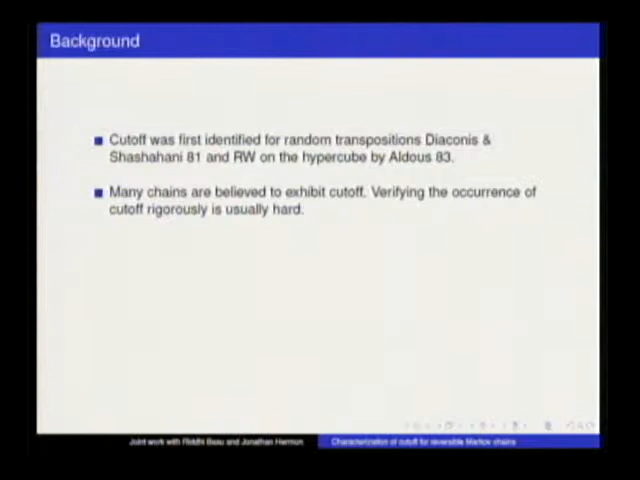 Background
Cutoff was first identified for random transpositions Diaconis &
Shashahani 81 and RW on the hypercube by Aldous 83.
Many chains are believed to exhibit cutoff. Verifying the occurrence of
cutoff rigorously is usually hard.
Joint work with Riddhi Basu and Jonathan Hermon
Characterization of cutoff for reversible Markov chains